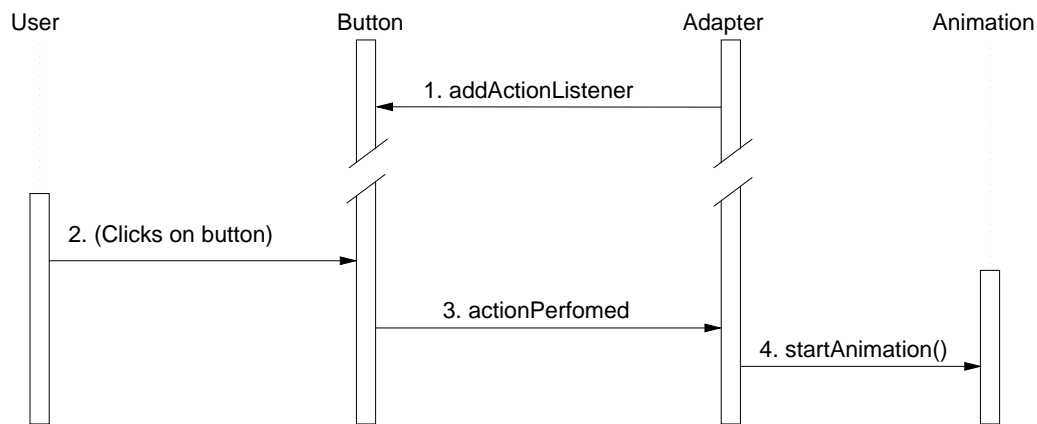 User Button Adapter Animation
1. addActionListener
2. (Clicks on button)
3. actionPerfomed
4. startAnimation()